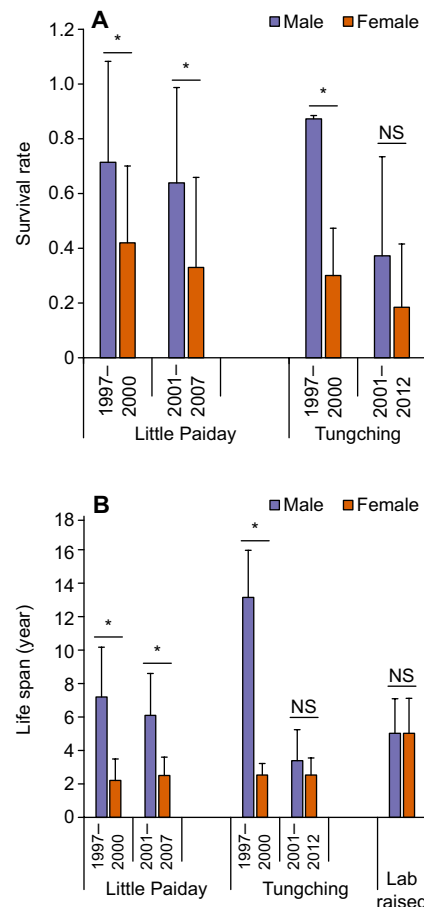 A
Male Female
Survival rate
1.2
1.0
0.8
0.6
0.4
0.2
0
*
*
*
NS
1997–
2000
2001–
2007
1997–
2000
2001–
2012
Little Paiday
Tungching
B
Male Female
Life span (year)
18
16
14
12
10
8
6
4
2
0
*
*
*
NS
NS
1997–
2000
2001–
2007
1997–
2000
2001–
2012
Little Paiday
Tungching
Lab
raised